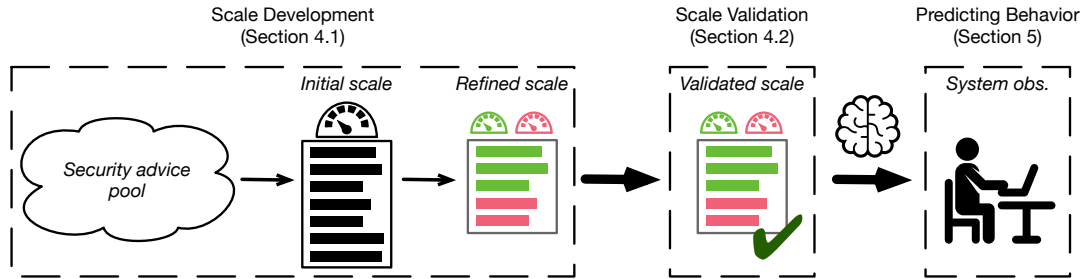 Scale Development
(Section 4.1)
Scale Validation
(Section 4.2)
Predicting Behavior
(Section 5)
Initial scale
Refined scale
Validated scale
System obs.
Security advice
pool